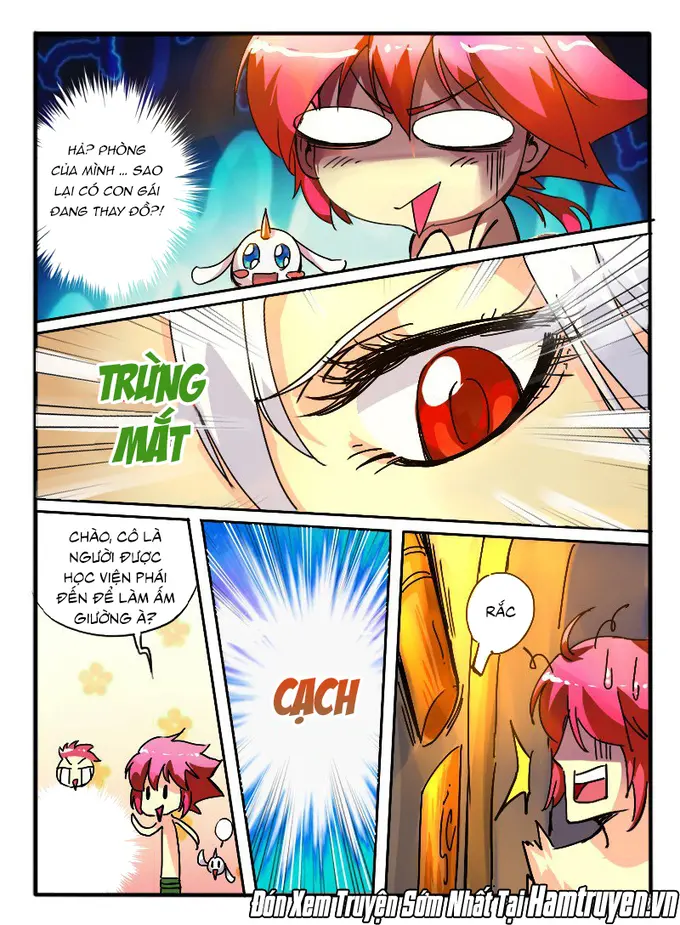 HẢ? PHÒNG
CỦA MÌNH ... SAO
LẠI CÓ CON GÁI
ĐANG THAY ĐỒ?!
TRỪNG
MẮT
CHÀO, CÔ LÀ
NGƯỜI ĐƯỢC
HỌC VIỆN PHÁI
ĐẾN ĐỂ LÀM ẤM
GIƯỜNG À?
CẠCH
RẮC
Đón Xem Truyện Sớm Nhất Tại Hamtruyen.vn